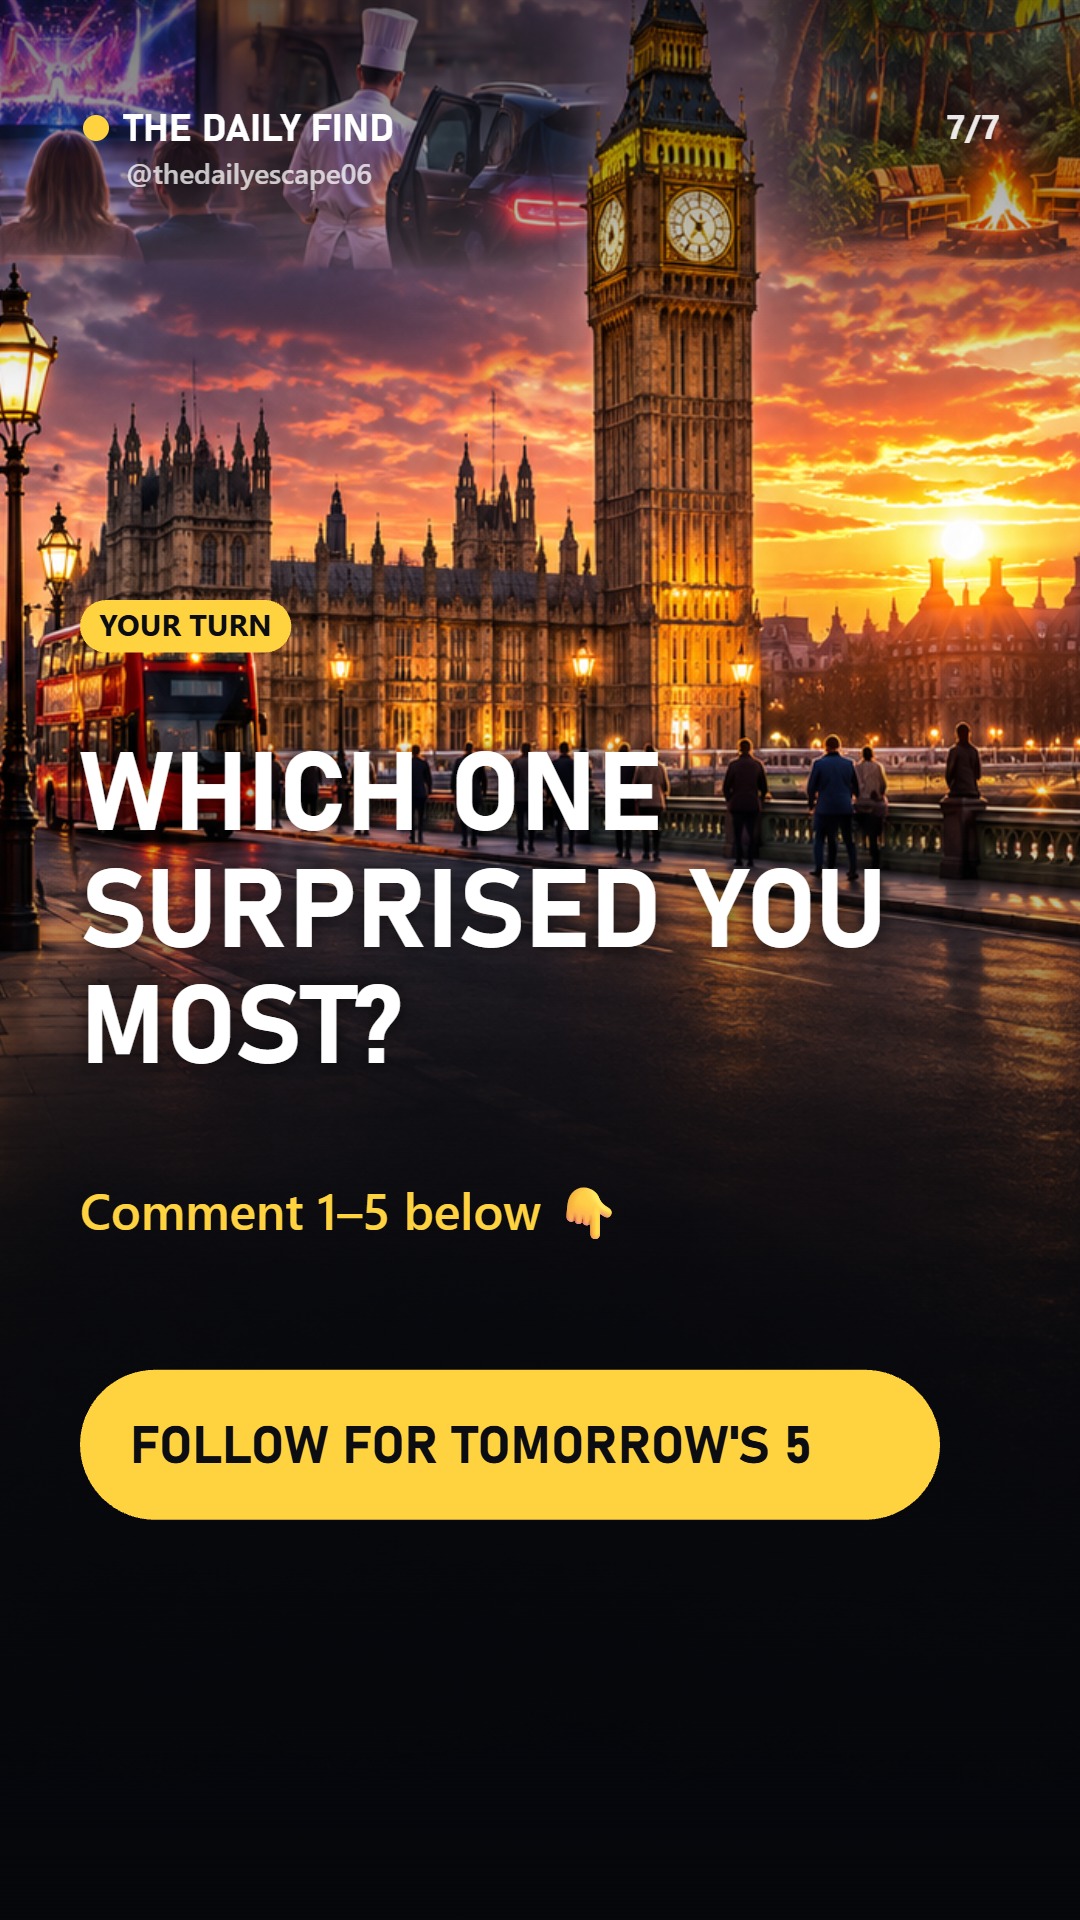 THE DAILY FIND
7/7
@thedailyescape06
YOUR TURN
WHICH ONE
SURPRISED YOU
MOST?
Comment 1–5 below 👇
FOLLOW FOR TOMORROW'S 5